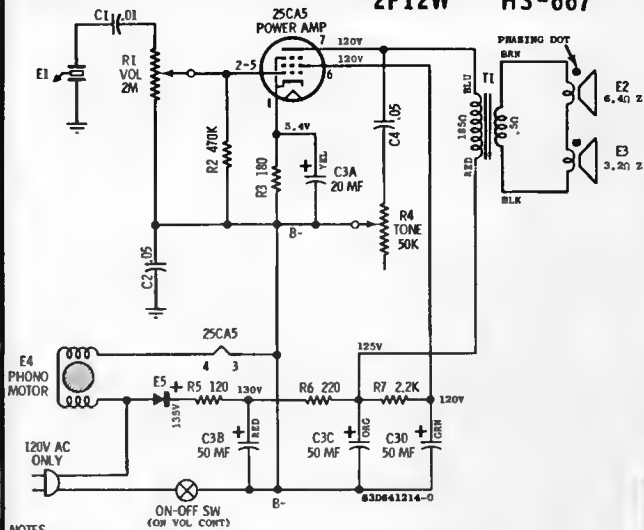 2P12W HS-667
25CA5
POWER AMP
C1 .01
E1
R1
VOL
2M
2-5
7
120V
120V
6
1
R2 470K
5.4V
R3 180
YEL
C3A
20 MF
C4 .05
R4
TONE
50K
B-
C2 .05
PHASING DOT
BRN
T1
BLU
185Ω
RED
.5Ω
BLK
E2
6.4Ω Z
E3
3.2Ω Z
E4
PHONO
MOTOR
25CA5
4 3
E5
135V
R5 120
130V
R6 220
125V
R7 2.2K
120V
C3B
50 MF
RED
C3C
50 MF
ORG
C3D
50 MF
GRN
120V AC
ONLY
ON-OFF SW
(ON VOL CONT)
B-
63D641214-0
NOTES